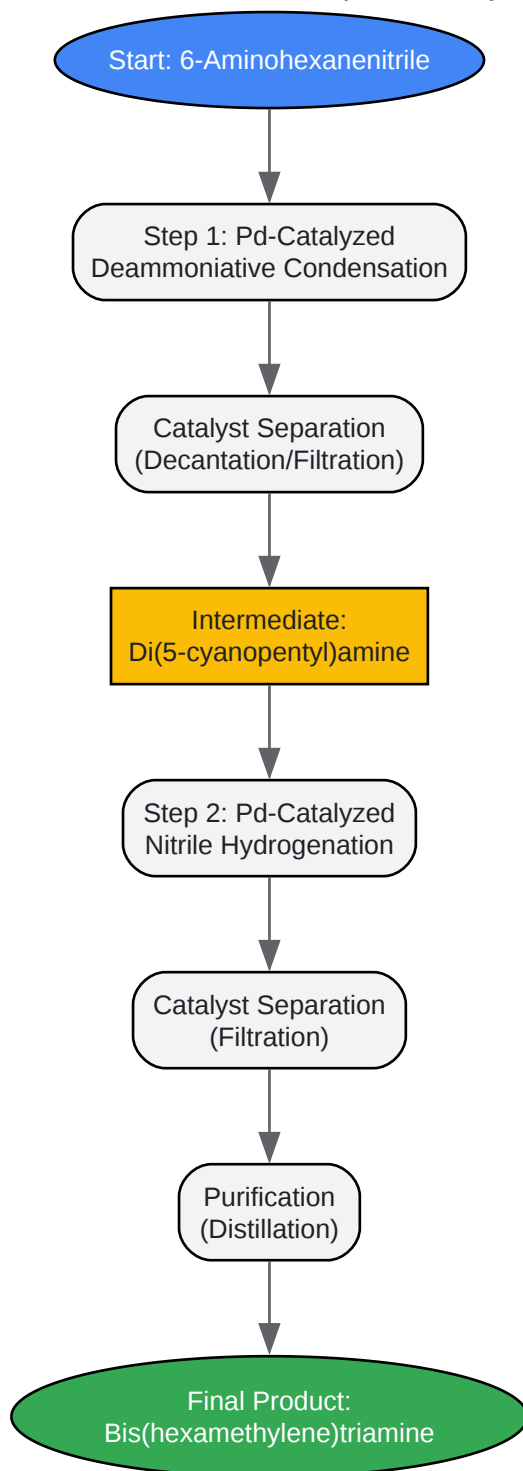 Start: 6-Aminohexanenitrile
Step 1: Pd-Catalyzed
Deammoniative Condensation
Catalyst Separation
(Decantation/Filtration)
Intermediate:
Di(5-cyanopentyl)amine
Step 2: Pd-Catalyzed
Nitrile Hydrogenation
Catalyst Separation
(Filtration)
Purification
(Distillation)
Final Product:
Bis(hexamethylene)triamine